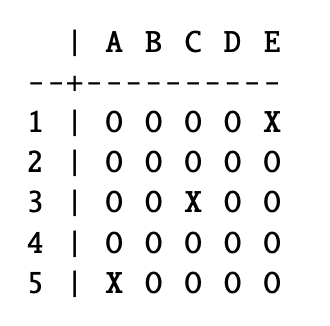 | A B C D E
--+----------
1 | O O O O X
2 | O O O O O
3 | O O X O O
4 | O O O O O
5 | X O O O O